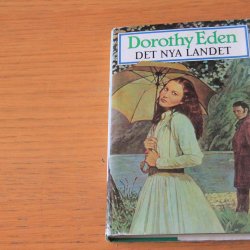 Dorothy Eden
DET NYA LANDET